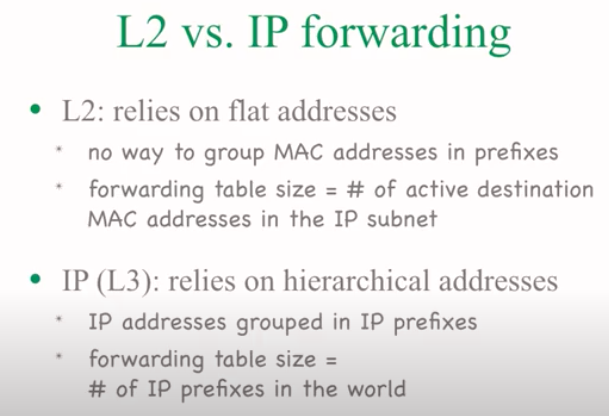 L2 vs. IP forwarding
• L2: relies on flat addresses
* no way to group MAC addresses in prefixes
* forwarding table size = # of active destination
MAC addresses in the IP subnet
• IP (L3): relies on hierarchical addresses
* IP addresses grouped in IP prefixes
* forwarding table size =
# of IP prefixes in the world